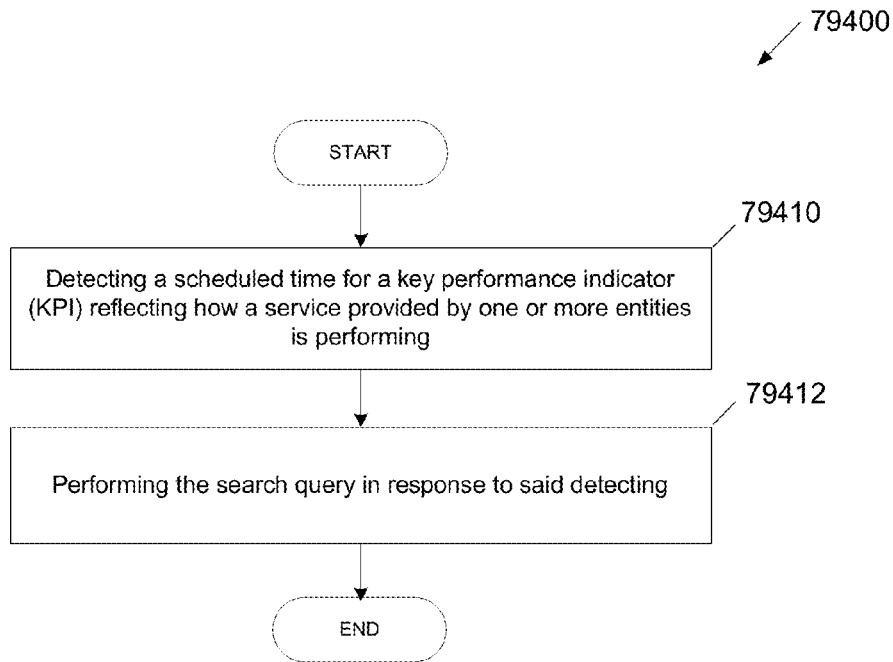 79400
START
79410
Detecting a scheduled time for a key performance indicator
(KPI) reflecting how a service provided by one or more entities
is performing
79412
Performing the search query in response to said detecting
END